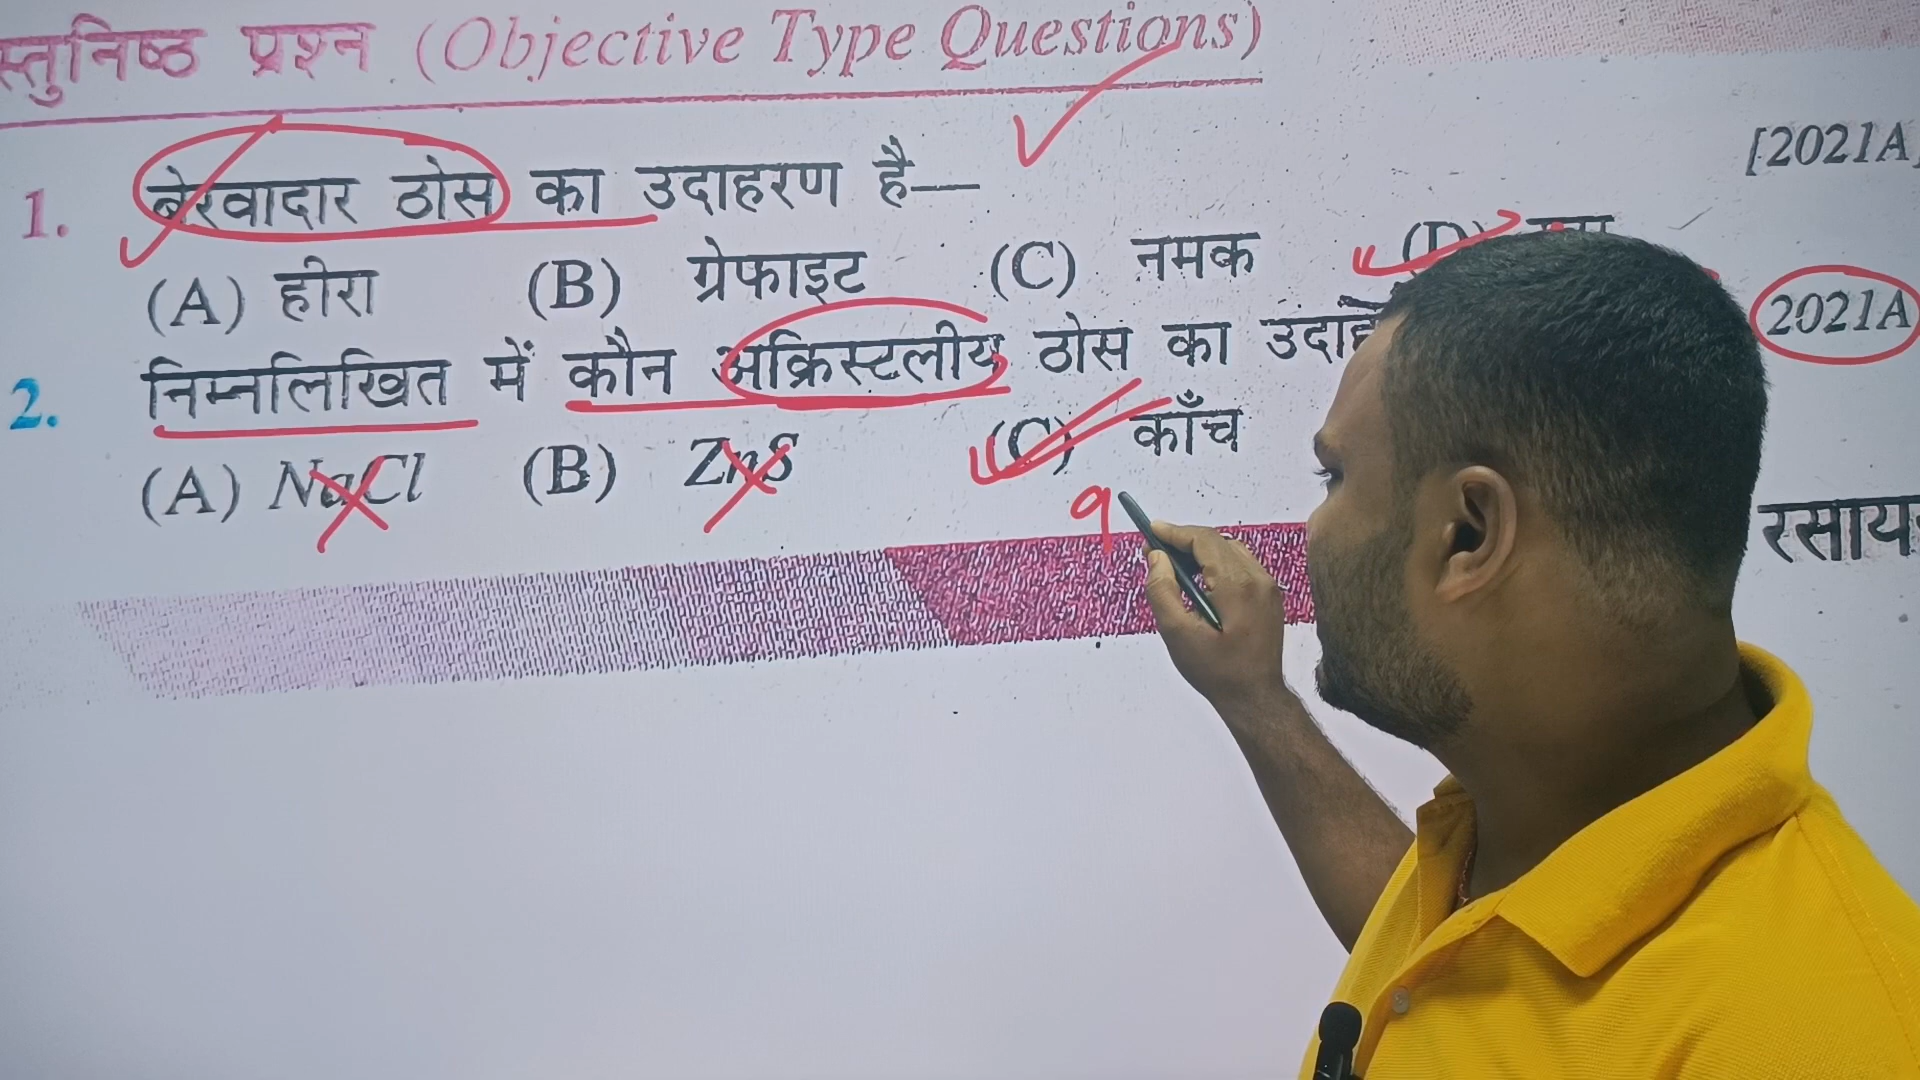 स्तुनिष्ठ प्रश्न (Objective Type Questions)
1. बेरवादार ठोस का उदाहरण है— [2021A]
(A) हीरा (B) ग्रेफाइट (C) नमक (D)
2. निम्नलिखित में कौन अक्रिस्टलीय ठोस का 2021A
(A) NaCl (B) ZnS (C) काँच
रसाय